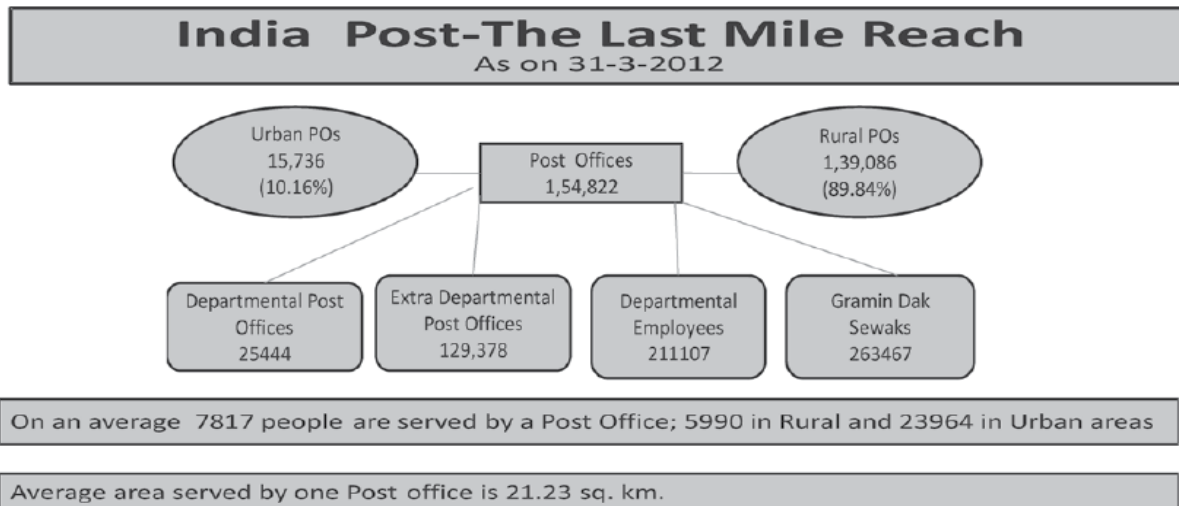 India Post-The Last Mile Reach
As on 31-3-2012
Urban POs
15,736
(10.16%)
Post Offices
1,54,822
Rural POs
1,39,086
(89.84%)
Departmental Post
Offices
25444
Extra Departmental
Post Offices
129,378
Departmental
Employees
211107
Gramin Dak
Sewaks
263467
On an average 7817 people are served by a Post Office; 5990 in Rural and 23964 in Urban areas
Average area served by one Post office is 21.23 sq. km.